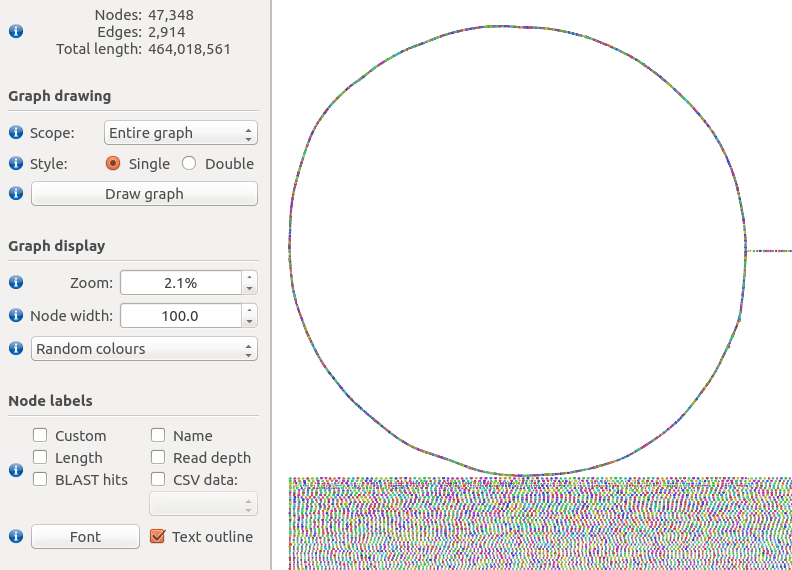 Nodes: 47,348
Edges: 2,914
Total length: 464,018,561
Graph drawing
Scope: Entire graph
Style: Single Double
Draw graph
Graph display
Zoom: 2.1%
Node width: 100.0
Random colours
Node labels
Custom Name
Length Read depth
BLAST hits CSV data:
Font Text outline